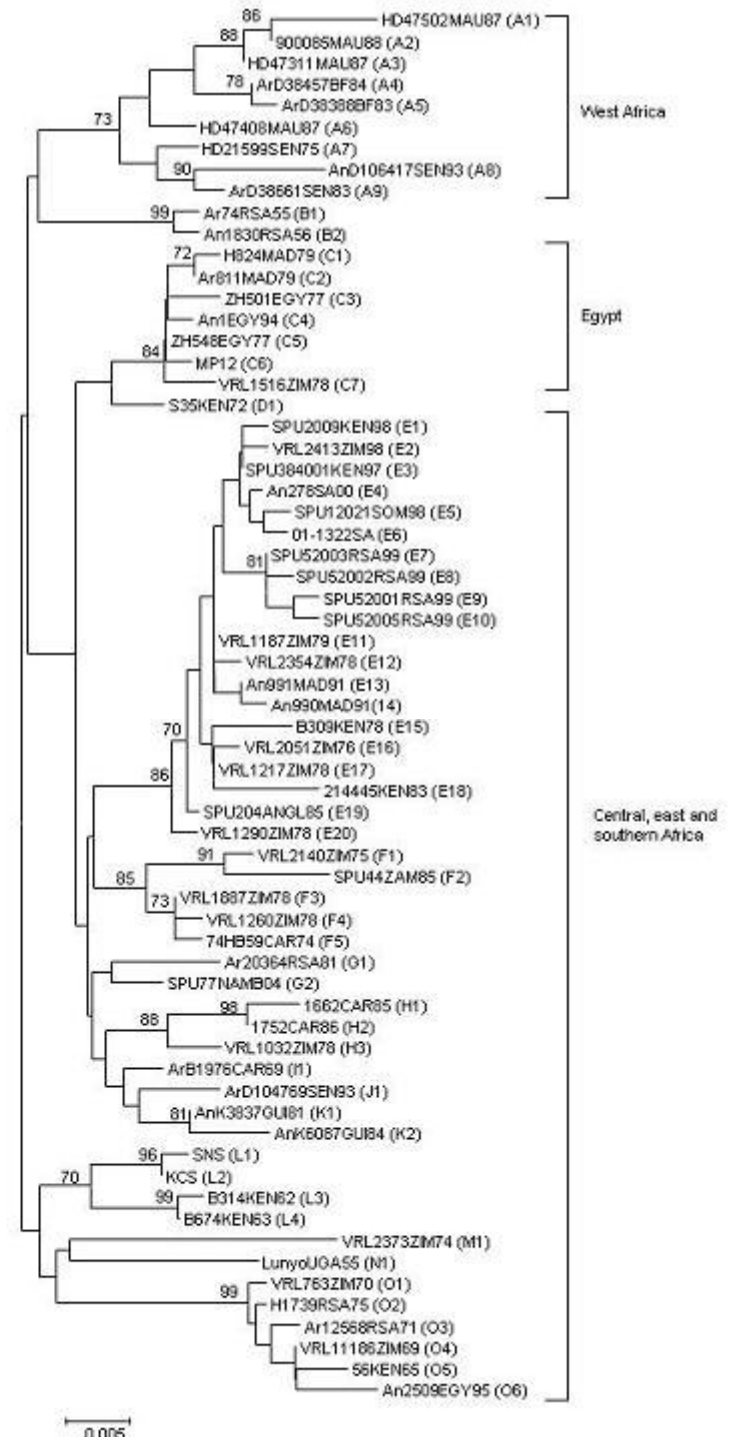 86
HD47502MAU87 (A1)
88
900085MAU88 (A2)
HD47311MAU87 (A3)
78
ArD38457BF84 (A4)
ArD38388BF83 (A5)
West Africa
73
HD47408MAU87 (A6)
HD21599SEN75 (A7)
90
AnD106417SEN93 (A8)
ArD38661SEN83 (A9)
99
Ar74RSA55 (B1)
An1830RSA56 (B2)
72
H824MAD79 (C1)
Ar811MAD79 (C2)
ZH501EGY77 (C3)
An1EGY94 (C4)
Egypt
ZH548EGY77 (C5)
84
MP12 (C6)
VRL1516ZIM78 (C7)
S35KEN72 (D1)
SPU2009KEN98 (E1)
VRL2413ZIM98 (E2)
SPU384001KEN97 (E3)
An278SA00 (E4)
SPU12021SOM98 (E5)
01-1322SA (E6)
81
SPU52003RSA99 (E7)
SPU52002RSA99 (E8)
SPU52001RSA99 (E9)
SPU52005RSA99 (E10)
VRL1187ZIM79 (E11)
VRL2354ZIM78 (E12)
An991MAD91 (E13)
An990MAD91(14)
70
B309KEN78 (E15)
VRL2051ZIM76 (E16)
VRL1217ZIM78 (E17)
86
214445KEN83 (E18)
SPU204ANGL85 (E19)
Central, east and
southern Africa
VRL1290ZIM78 (E20)
91
VRL2140ZIM75 (F1)
85
SPU44ZAM85 (F2)
73
VRL1887ZIM78 (F3)
VRL1260ZIM78 (F4)
74HB59CAR74 (F5)
Ar20364RSA81 (G1)
SPU77NAMB04 (G2)
98
1662CAR85 (H1)
88
1752CAR86 (H2)
VRL1032ZIM78 (H3)
ArB1976CAR69 (I1)
ArD104769SEN93 (J1)
81
AnK3837GUI81 (K1)
AnK6087GUI84 (K2)
96
SNS (L1)
70
KCS (L2)
99
B314KEN62 (L3)
B674KEN63 (L4)
VRL2373ZIM74 (M1)
LunyoUGA55 (N1)
99
VRL763ZIM70 (O1)
H1739RSA75 (O2)
Ar12568RSA71 (O3)
VRL11186ZIM69 (O4)
56KEN65 (O5)
An2509EGY95 (O6)
0.005